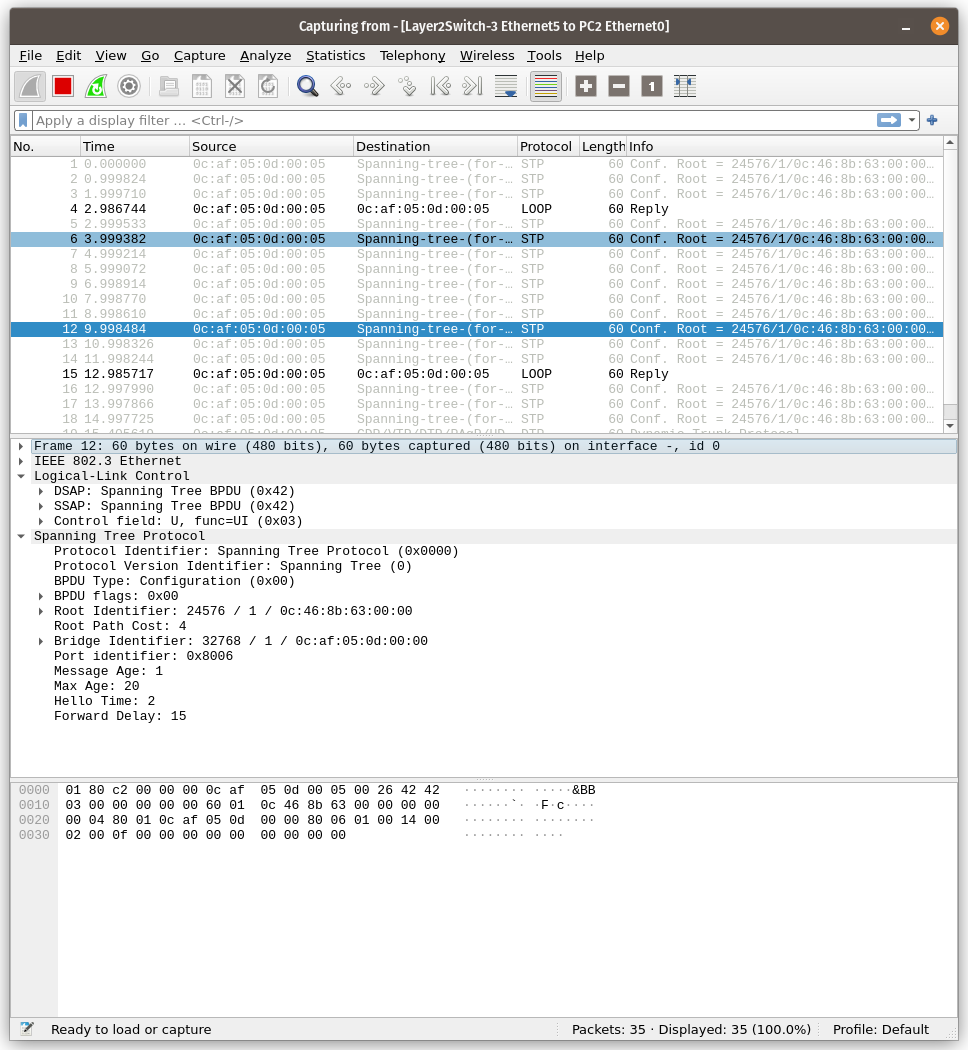 Capturing from - [Layer2Switch-3 Ethernet5 to PC2 Ethernet0]
File Edit View Go Capture Analyze Statistics Telephony Wireless Tools Help
1
Apply a display filter … <Ctrl-/>
No. Time Source Destination Protocol Length Info
1 0.000000 0c:af:05:0d:00:05 Spanning-tree-(for-… STP 60 Conf. Root = 24576/1/0c:46:8b:63:00:00…
2 0.999824 0c:af:05:0d:00:05 Spanning-tree-(for-… STP 60 Conf. Root = 24576/1/0c:46:8b:63:00:00…
3 1.999710 0c:af:05:0d:00:05 Spanning-tree-(for-… STP 60 Conf. Root = 24576/1/0c:46:8b:63:00:00…
4 2.986744 0c:af:05:0d:00:05 0c:af:05:0d:00:05 LOOP 60 Reply
5 2.999533 0c:af:05:0d:00:05 Spanning-tree-(for-… STP 60 Conf. Root = 24576/1/0c:46:8b:63:00:00…
6 3.999382 0c:af:05:0d:00:05 Spanning-tree-(for-… STP 60 Conf. Root = 24576/1/0c:46:8b:63:00:00…
7 4.999214 0c:af:05:0d:00:05 Spanning-tree-(for-… STP 60 Conf. Root = 24576/1/0c:46:8b:63:00:00…
8 5.999072 0c:af:05:0d:00:05 Spanning-tree-(for-… STP 60 Conf. Root = 24576/1/0c:46:8b:63:00:00…
9 6.998914 0c:af:05:0d:00:05 Spanning-tree-(for-… STP 60 Conf. Root = 24576/1/0c:46:8b:63:00:00…
10 7.998770 0c:af:05:0d:00:05 Spanning-tree-(for-… STP 60 Conf. Root = 24576/1/0c:46:8b:63:00:00…
11 8.998610 0c:af:05:0d:00:05 Spanning-tree-(for-… STP 60 Conf. Root = 24576/1/0c:46:8b:63:00:00…
12 9.998484 0c:af:05:0d:00:05 Spanning-tree-(for-… STP 60 Conf. Root = 24576/1/0c:46:8b:63:00:00…
13 10.998326 0c:af:05:0d:00:05 Spanning-tree-(for-… STP 60 Conf. Root = 24576/1/0c:46:8b:63:00:00…
14 11.998244 0c:af:05:0d:00:05 Spanning-tree-(for-… STP 60 Conf. Root = 24576/1/0c:46:8b:63:00:00…
15 12.985717 0c:af:05:0d:00:05 0c:af:05:0d:00:05 LOOP 60 Reply
16 12.997990 0c:af:05:0d:00:05 Spanning-tree-(for-… STP 60 Conf. Root = 24576/1/0c:46:8b:63:00:00…
17 13.997866 0c:af:05:0d:00:05 Spanning-tree-(for-… STP 60 Conf. Root = 24576/1/0c:46:8b:63:00:00…
18 14.997725 0c:af:05:0d:00:05 Spanning-tree-(for-… STP 60 Conf. Root = 24576/1/0c:46:8b:63:00:00…
Frame 12: 60 bytes on wire (480 bits), 60 bytes captured (480 bits) on interface -, id 0
IEEE 802.3 Ethernet
Logical-Link Control
DSAP: Spanning Tree BPDU (0x42)
SSAP: Spanning Tree BPDU (0x42)
Control field: U, func=UI (0x03)
Spanning Tree Protocol
Protocol Identifier: Spanning Tree Protocol (0x0000)
Protocol Version Identifier: Spanning Tree (0)
BPDU Type: Configuration (0x00)
BPDU flags: 0x00
Root Identifier: 24576 / 1 / 0c:46:8b:63:00:00
Root Path Cost: 4
Bridge Identifier: 32768 / 1 / 0c:af:05:0d:00:00
Port identifier: 0x8006
Message Age: 1
Max Age: 20
Hello Time: 2
Forward Delay: 15
0000 01 80 c2 00 00 00 0c af 05 0d 00 05 00 26 42 42 ········ ·····&BB
0010 03 00 00 00 00 00 60 01 0c 46 8b 63 00 00 00 00 ······`· ·F·c····
0020 00 04 80 01 0c af 05 0d 00 00 80 06 01 00 14 00 ········ ········
0030 02 00 0f 00 00 00 00 00 00 00 00 00 ········ ····
Ready to load or capture Packets: 35 · Displayed: 35 (100.0%) Profile: Default